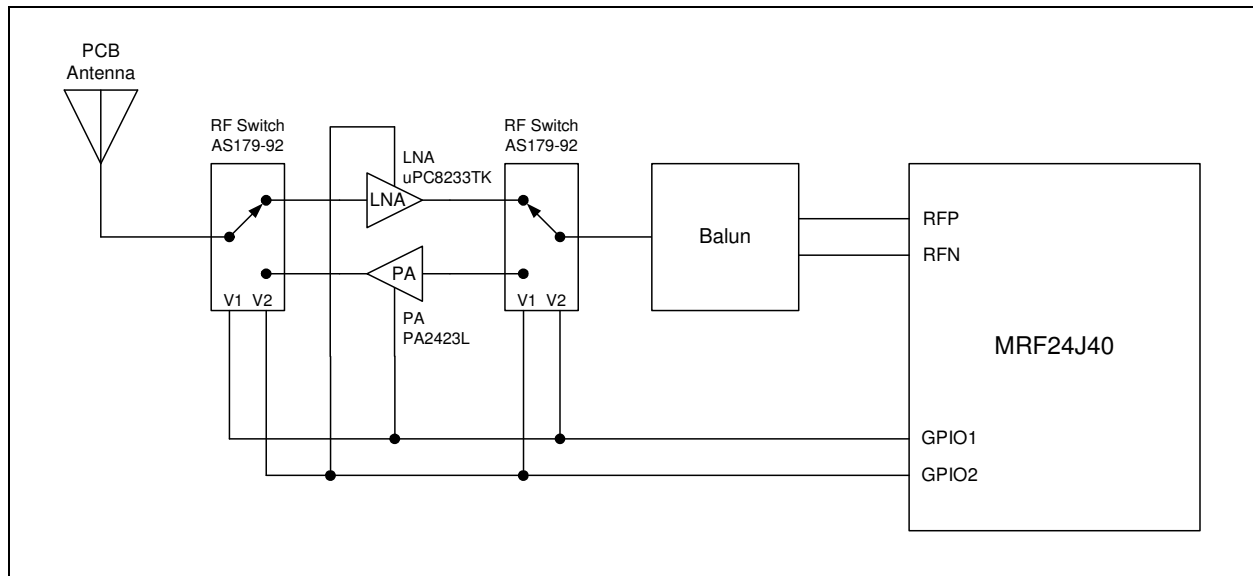 PCB
Antenna
RF Switch
AS179-92
LNA
uPC8233TK
RF Switch
AS179-92
LNA
PA
V1 V2
PA
PA2423L
V1 V2
Balun
RFP
RFN
MRF24J40
GPIO1
GPIO2